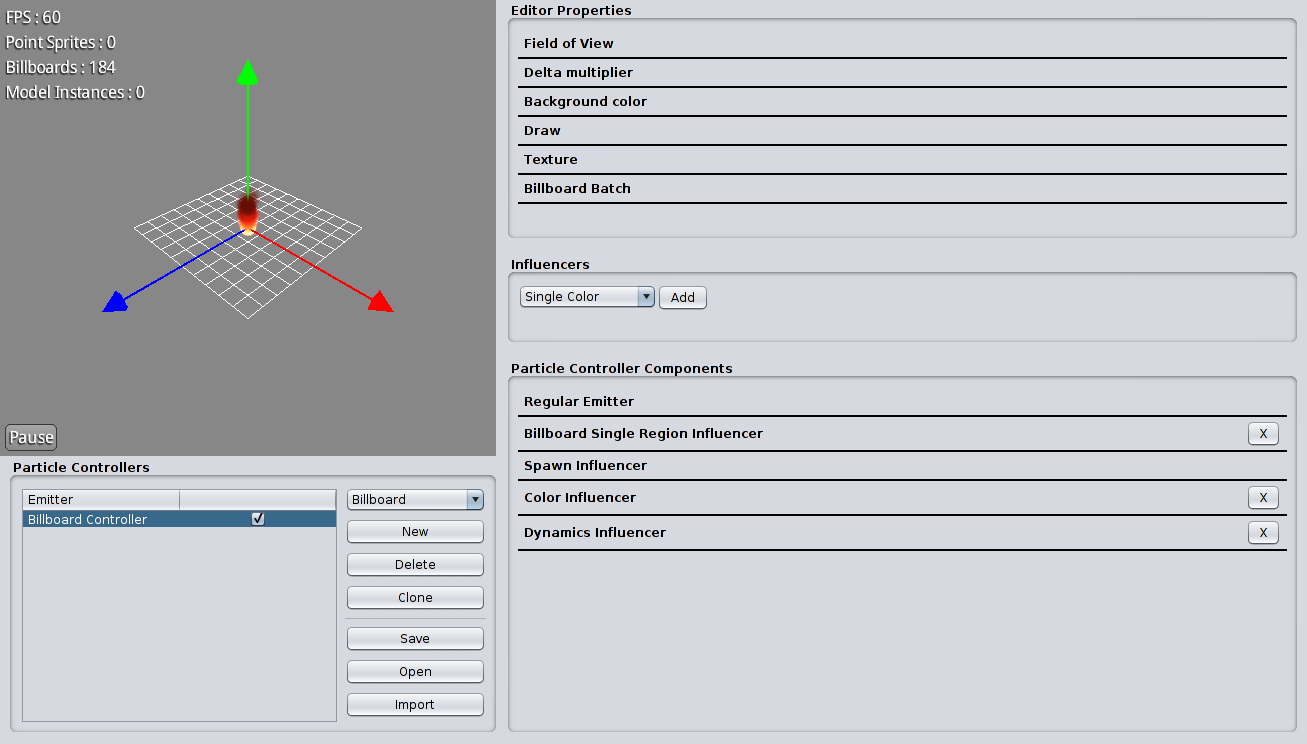 FPS : 60
Point Sprites : 0
Billboards : 184
Model Instances : 0
Pause
Particle Controllers
Emitter
Billboard Controller
Billboard
New
Delete
Clone
Save
Open
Import
Editor Properties
Field of View
Delta multiplier
Background color
Draw
Texture
Billboard Batch
Influencers
Single Color Add
Particle Controller Components
Regular Emitter
Billboard Single Region Influencer X
Spawn Influencer
Color Influencer X
Dynamics Influencer X